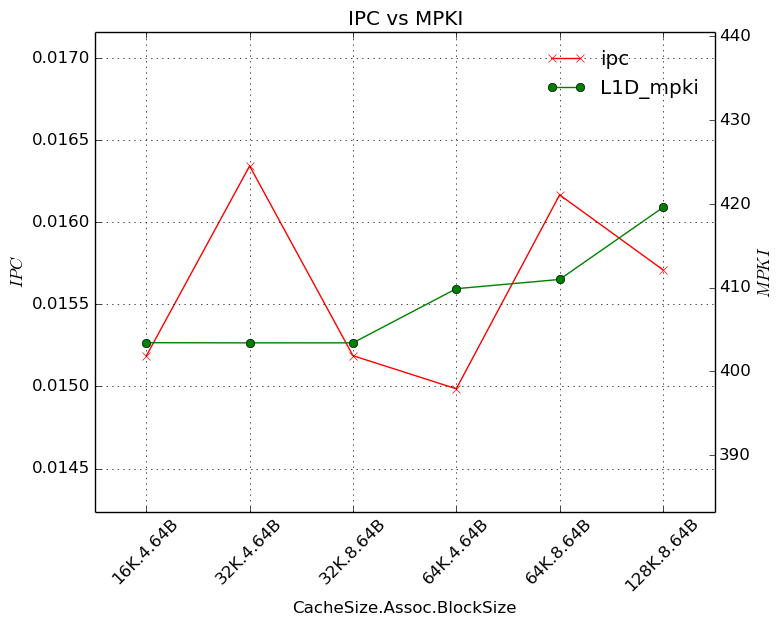 IPC vs MPKI
ipc
L1D_mpki
0.0170
0.0165
0.0160
0.0155
0.0150
0.0145
IPC
440
430
420
410
400
390
MPKI
16K.4.64B
32K.4.64B
32K.8.64B
64K.4.64B
64K.8.64B
128K.8.64B
CacheSize.Assoc.BlockSize